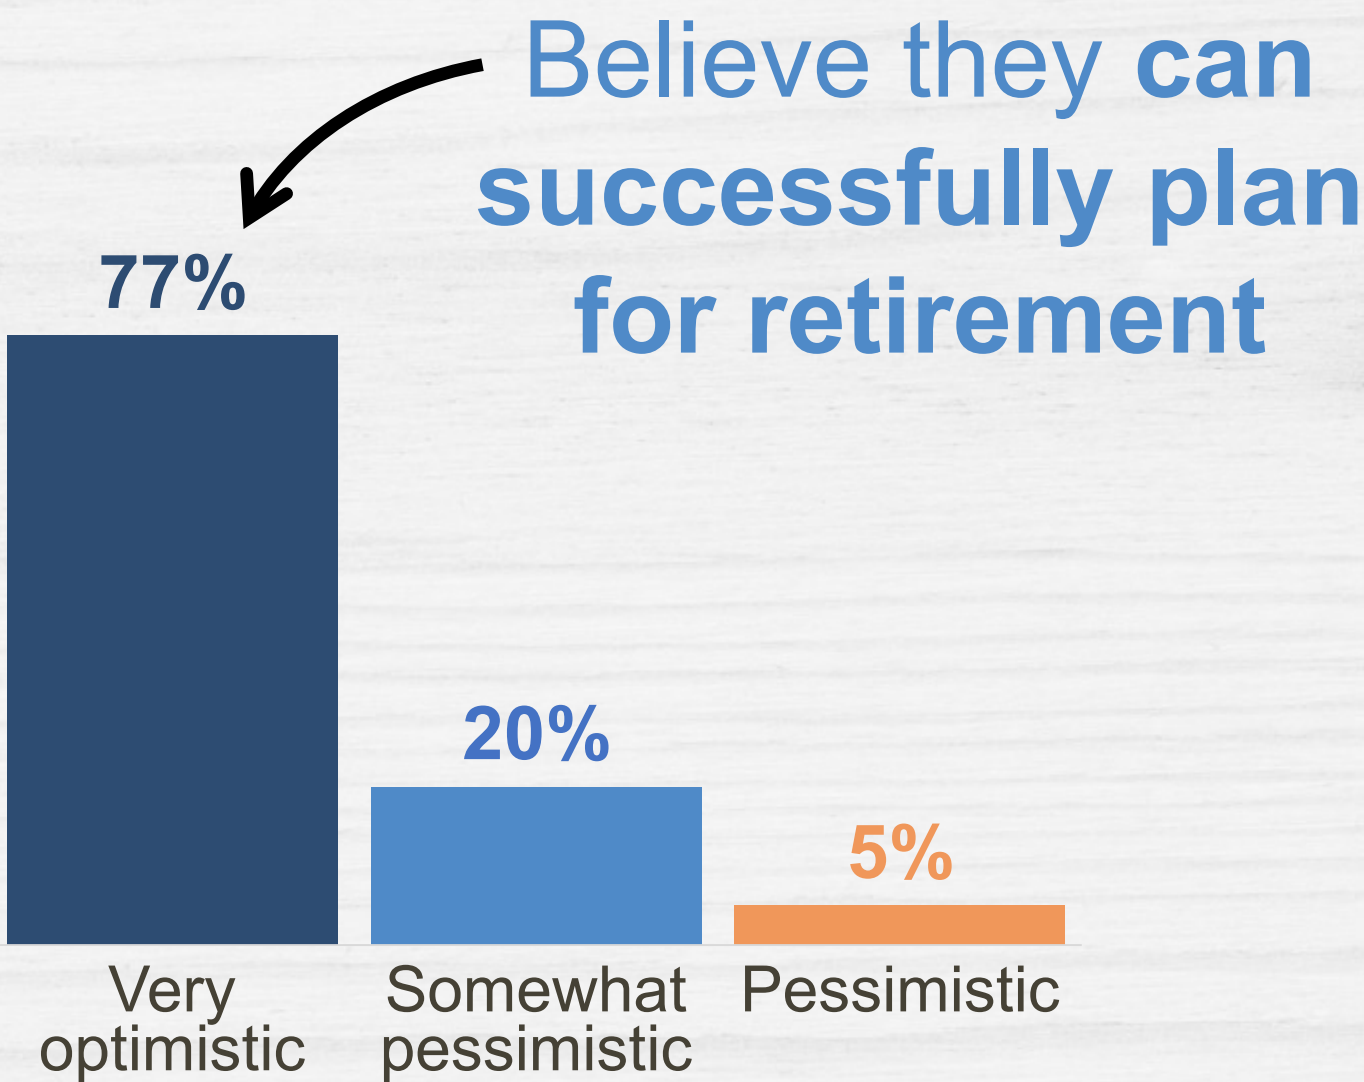 Believe they can
successfully plan
for retirement
77%
20%
5%
Very
optimistic
Somewhat
pessimistic
Pessimistic